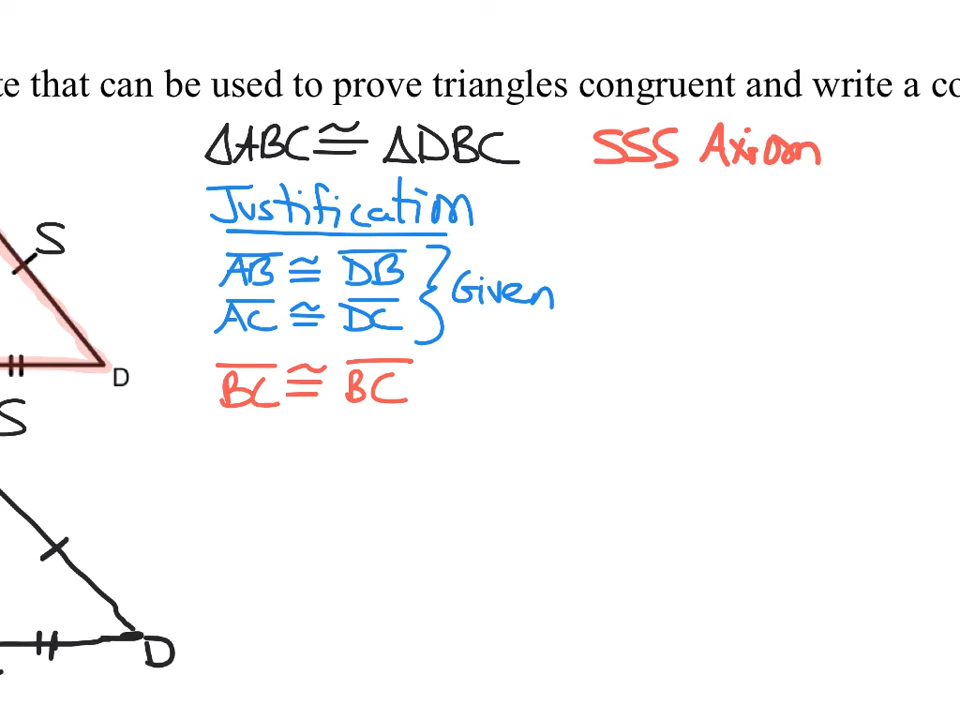 te that can be used to prove triangles congruent and write a co
△ABC ≅ △DBC SSS Axiom
Justification
S
AB ≅ DB } Given
AC ≅ DC
D
BC ≅ BC
S
D